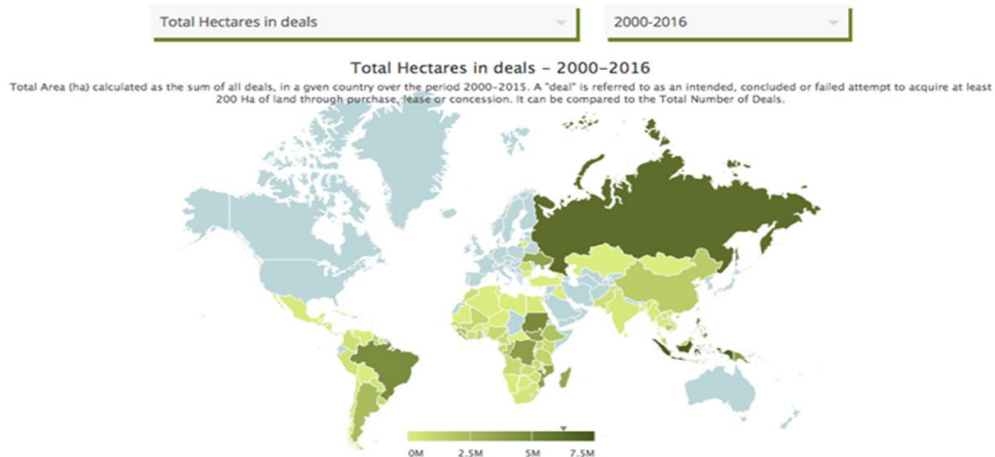 Total Hectares in deals
2000-2016
Total Hectares in deals - 2000-2016
Total Area (ha) calculated as the sum of all deals, in a gven country over the period 2000-2015. A "deal" is referred to as an intended, concluded or failed attempt to acquire at least
200 Ha of land through purchase, lease or concession. It can be compared to the Total Number of Deals.
0M 2.5M 5M 7.5M